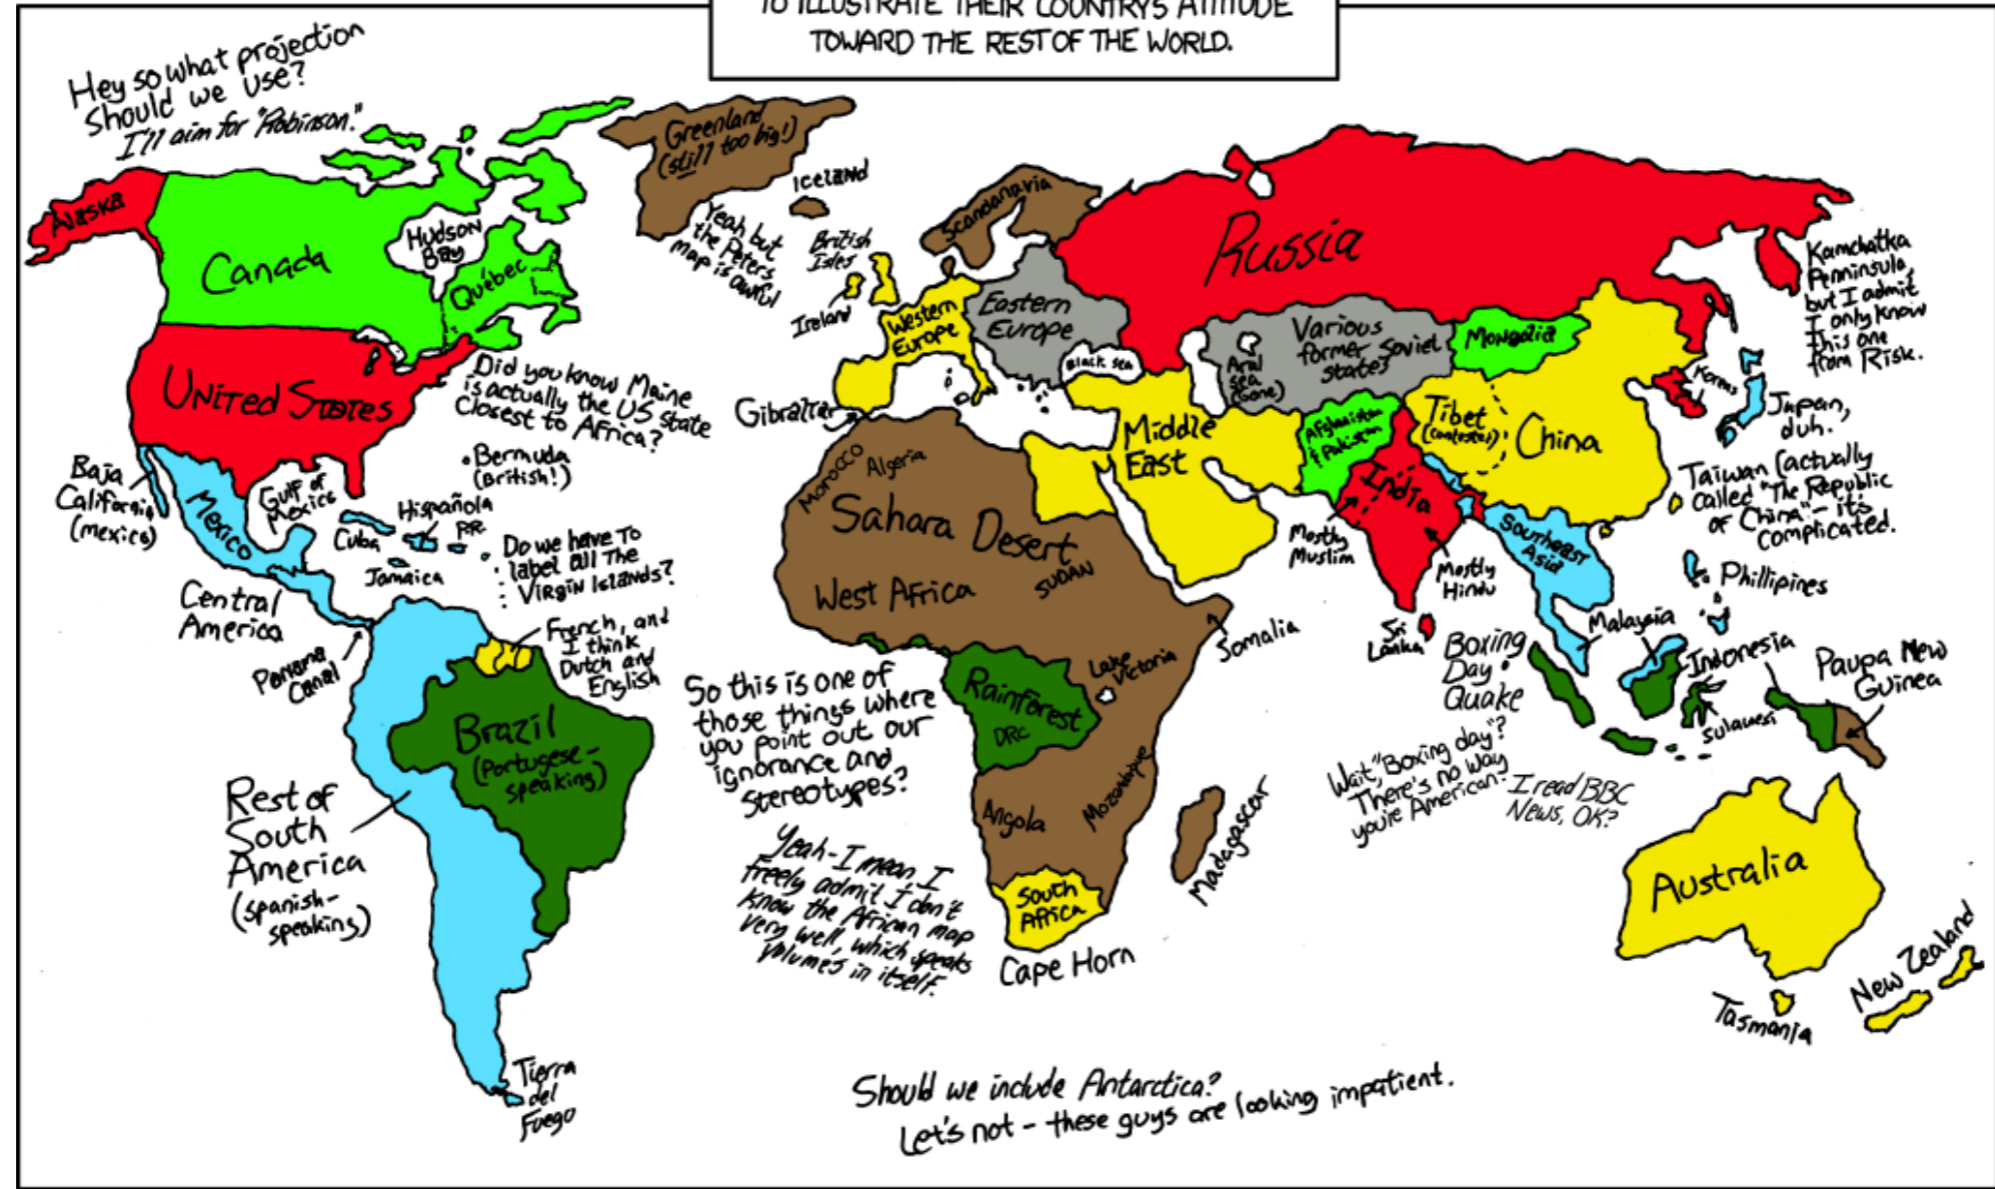 TO ILLUSTRATE THEIR COUNTRY'S ATTITUDE
TOWARD THE REST OF THE WORLD.
Hey so what projection
should we use?
I'll aim for "Robinson."
Alaska
Canada
Hudson
Bay
Québec
United States
Did you know Maine
is actually the US state
closest to Africa?
Bermuda
(British!)
Baja
California
(mexico)
Mexico
Gulf of
Mexico
Cuba
Hispañola
P.R.
Jamaica
Do we have to
label all the
Virgin Islands?
Central
America
Panama
Canal
French, and
I think
Dutch and
English
Brazil
(Portugese-
speaking)
Rest of
South
America
(spanish-
speaking)
Tierra
del
Fuego
Greenland
(still too big!)
Iceland
Yeah but
the Peters
map is awful
British
Isles
Ireland
Scandanavia
Western
Europe
Eastern
Europe
Black sea
Gibraltar
Russia
Various
former soviet
states
Aral
sea
(gone)
Mongolia
Kamchatka
Penninsula,
but I admit
I only know
this one
from Risk.
Koreas
Japan,
duh.
Tibet
(contested)
China
Taiwan (actually
called "The Republic
of China" – it's
complicated.
Afghanistan
& Pakistan
Middle
East
India
Mostly
Muslim
Mostly
Hindu
Sri
Lanka
Southeast
Asia
Phillipines
Malaysia
Indonesia
Sulawesi
Paupa New
Guinea
Boxing
Day
Quake
Wait, "Boxing day"?
There's no way
you're American.
I read BBC
News, OK?
Morocco
Algeria
Sahara Desert
West Africa
SUDAN
Somalia
Lake
Victoria
Rainforest
DRC
Angola
Mozambique
Madagascar
South
Africa
Cape Horn
So this is one of
those things where
you point out our
ignorance and
stereotypes?
Yeah – I mean I
freely admit I don't
know the African map
very well, which speaks
volumes in itself.
Australia
Tasmania
New Zealand
Should we include Antarctica?
Let's not – these guys are looking impatient.